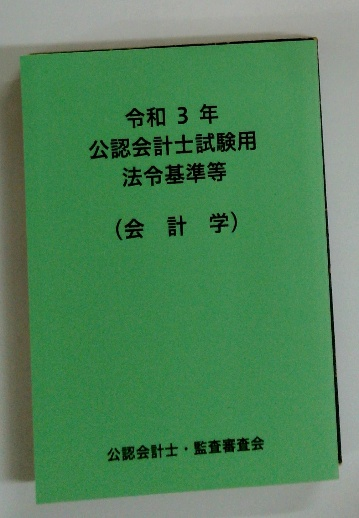 令和 3 年
公認会計士試験用
法令基準等
(会 計 学)
公認会計士・監査審査会